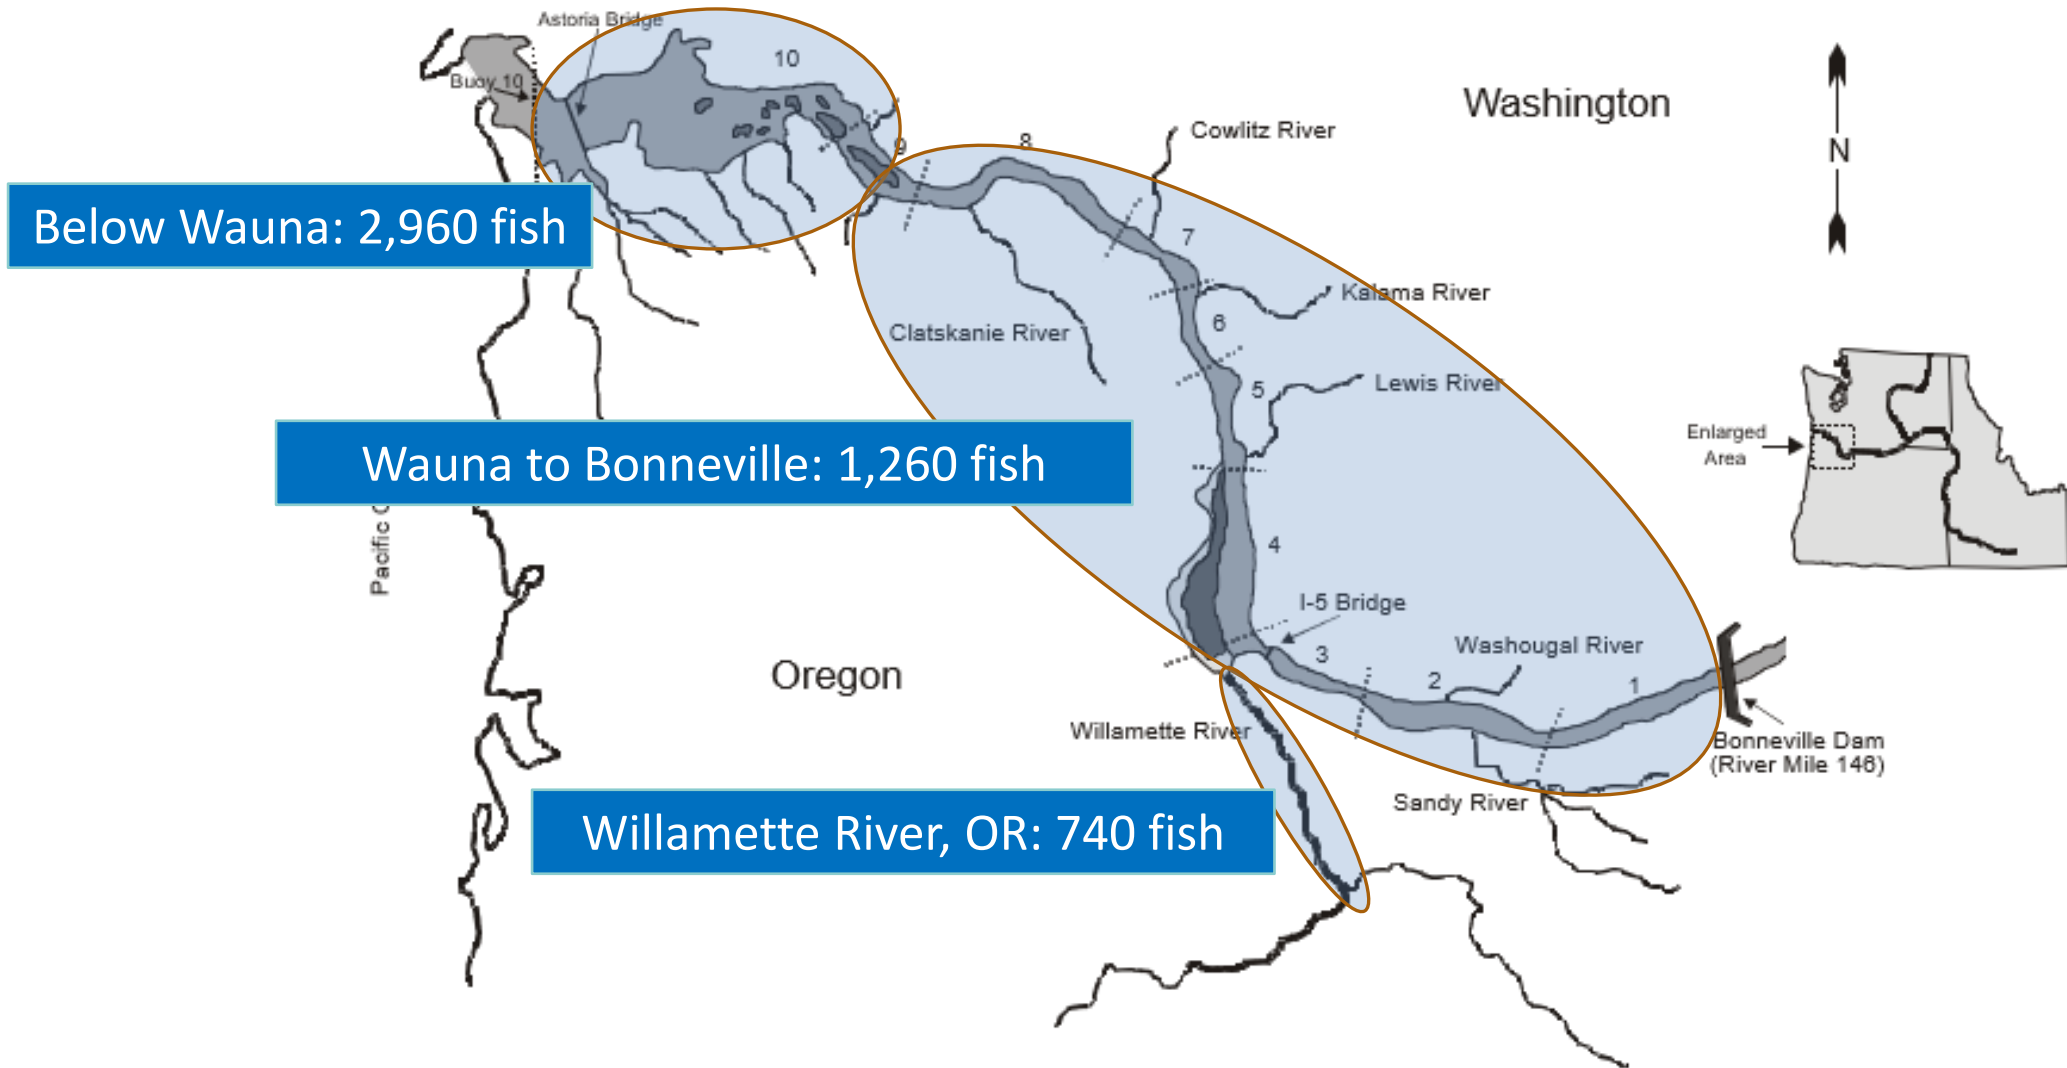 Astoria Bridge
10
Buoy 10
Washington
9
8
Cowlitz River
N
Below Wauna: 2,960 fish
7
Kalama River
6
Clatskanie River
5
Lewis River
Enlarged
Area
Wauna to Bonneville: 1,260 fish
Pacific
4
I-5 Bridge
Washougal River
3
2
1
Oregon
Willamette River
Bonneville Dam
(River Mile 146)
Sandy River
Willamette River, OR: 740 fish